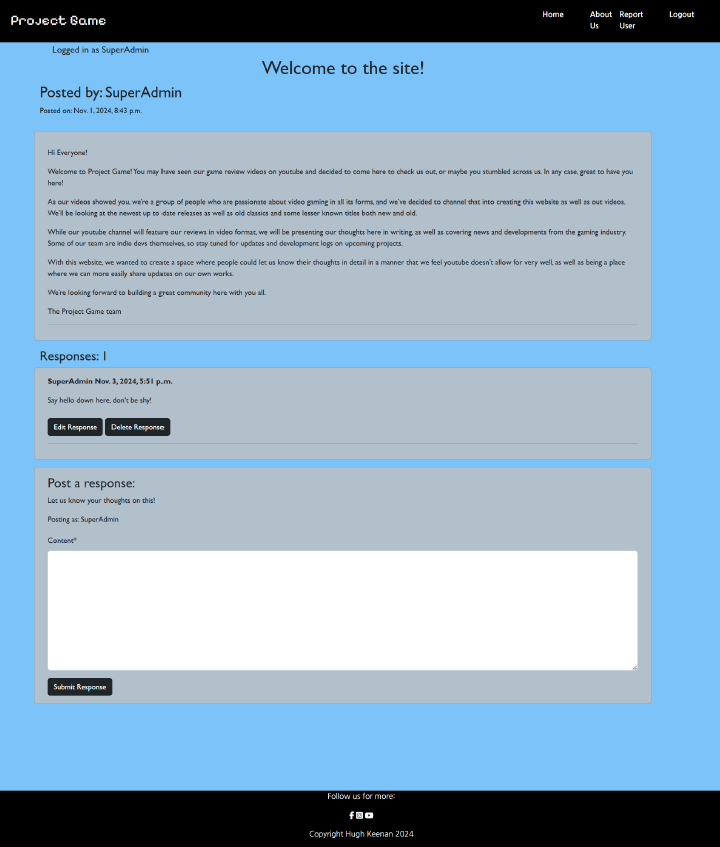 Project Game
Home
About Us
Report User
Logout
Logged in as SuperAdmin
Welcome to the site!
Posted by: SuperAdmin
Posted on: Nov. 1, 2024, 8:43 p.m.
Hi Everyone!
Welcome to Project Game! You may have seen our game review videos on youtube and decided to come here to check us out, or maybe you stumbled across us. In any case, great to have you
here!
As our videos showed you, we're a group of people who are passionate about video gaming in all its forms, and we've decided to channel that into creating this website as well as out videos.
We'll be looking at the newest up-to-date releases as well as old classics and some lesser known titles both new and old.
While our youtube channel will feature our reviews in video format, we will be presenting our thoughts here in writing, as well as covering news and developments from the gaming industry.
Some of our team are indie devs themselves, so stay tuned for updates and development logs on upcoming projects.
With this website, we wanted to create a space where people could let us know their thoughts in detail in a manner that we feel youtube doesn't allow for very well, as well as being a place
where we can more easily share updates on our own works.
We're looking forward to building a great community here with you all.
The Project Game team
Responses: 1
SuperAdmin Nov. 3, 2024, 5:51 p.m.
Say hello down here, don't be shy!
Edit Response
Delete Response
Post a response:
Let us know your thoughts on this!
Posting as: SuperAdmin
Content*
Submit Response
Follow us for more:
Copyright Hugh Keenan 2024